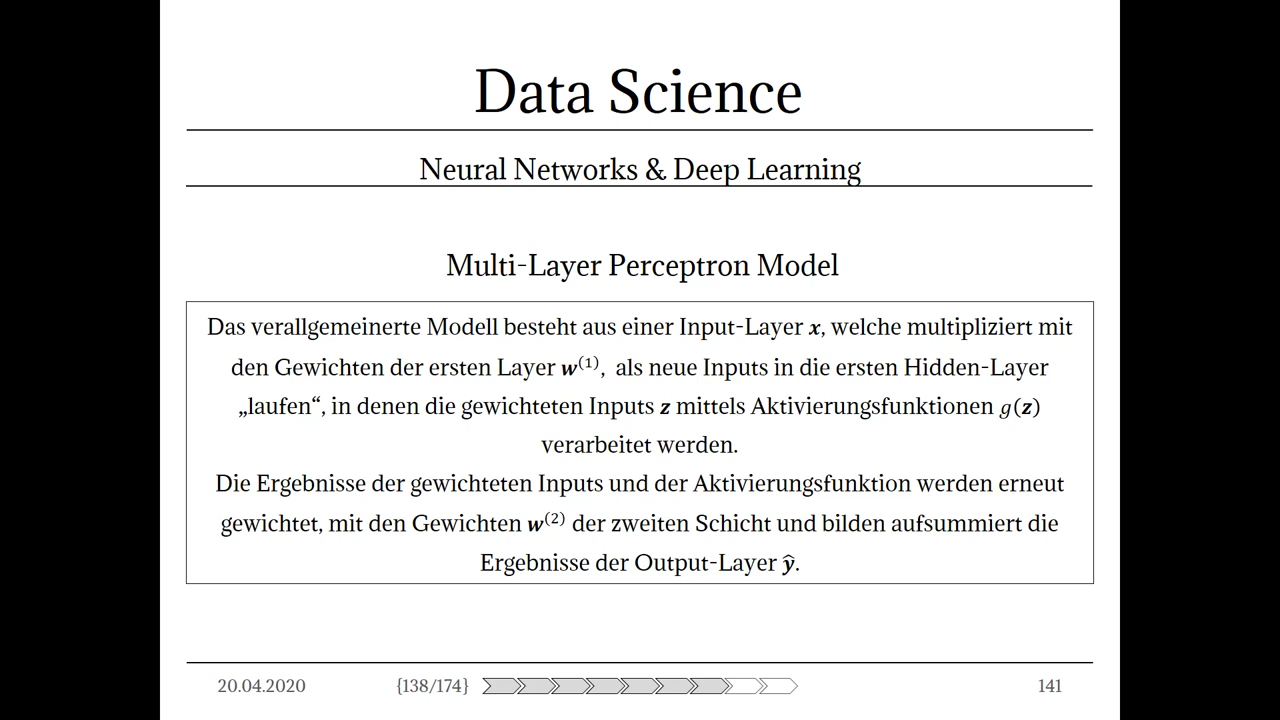 Data Science
Neural Networks & Deep Learning
Multi-Layer Perceptron Model
Das verallgemeinerte Modell besteht aus einer Input-Layer x, welche multipliziert mit
den Gewichten der ersten Layer w⁽¹⁾, als neue Inputs in die ersten Hidden-Layer
„laufen“, in denen die gewichteten Inputs z mittels Aktivierungsfunktionen g(z)
verarbeitet werden.
Die Ergebnisse der gewichteten Inputs und der Aktivierungsfunktion werden erneut
gewichtet, mit den Gewichten w⁽²⁾ der zweiten Schicht und bilden aufsummiert die
Ergebnisse der Output-Layer ŷ.
20.04.2020 {138/174} 141